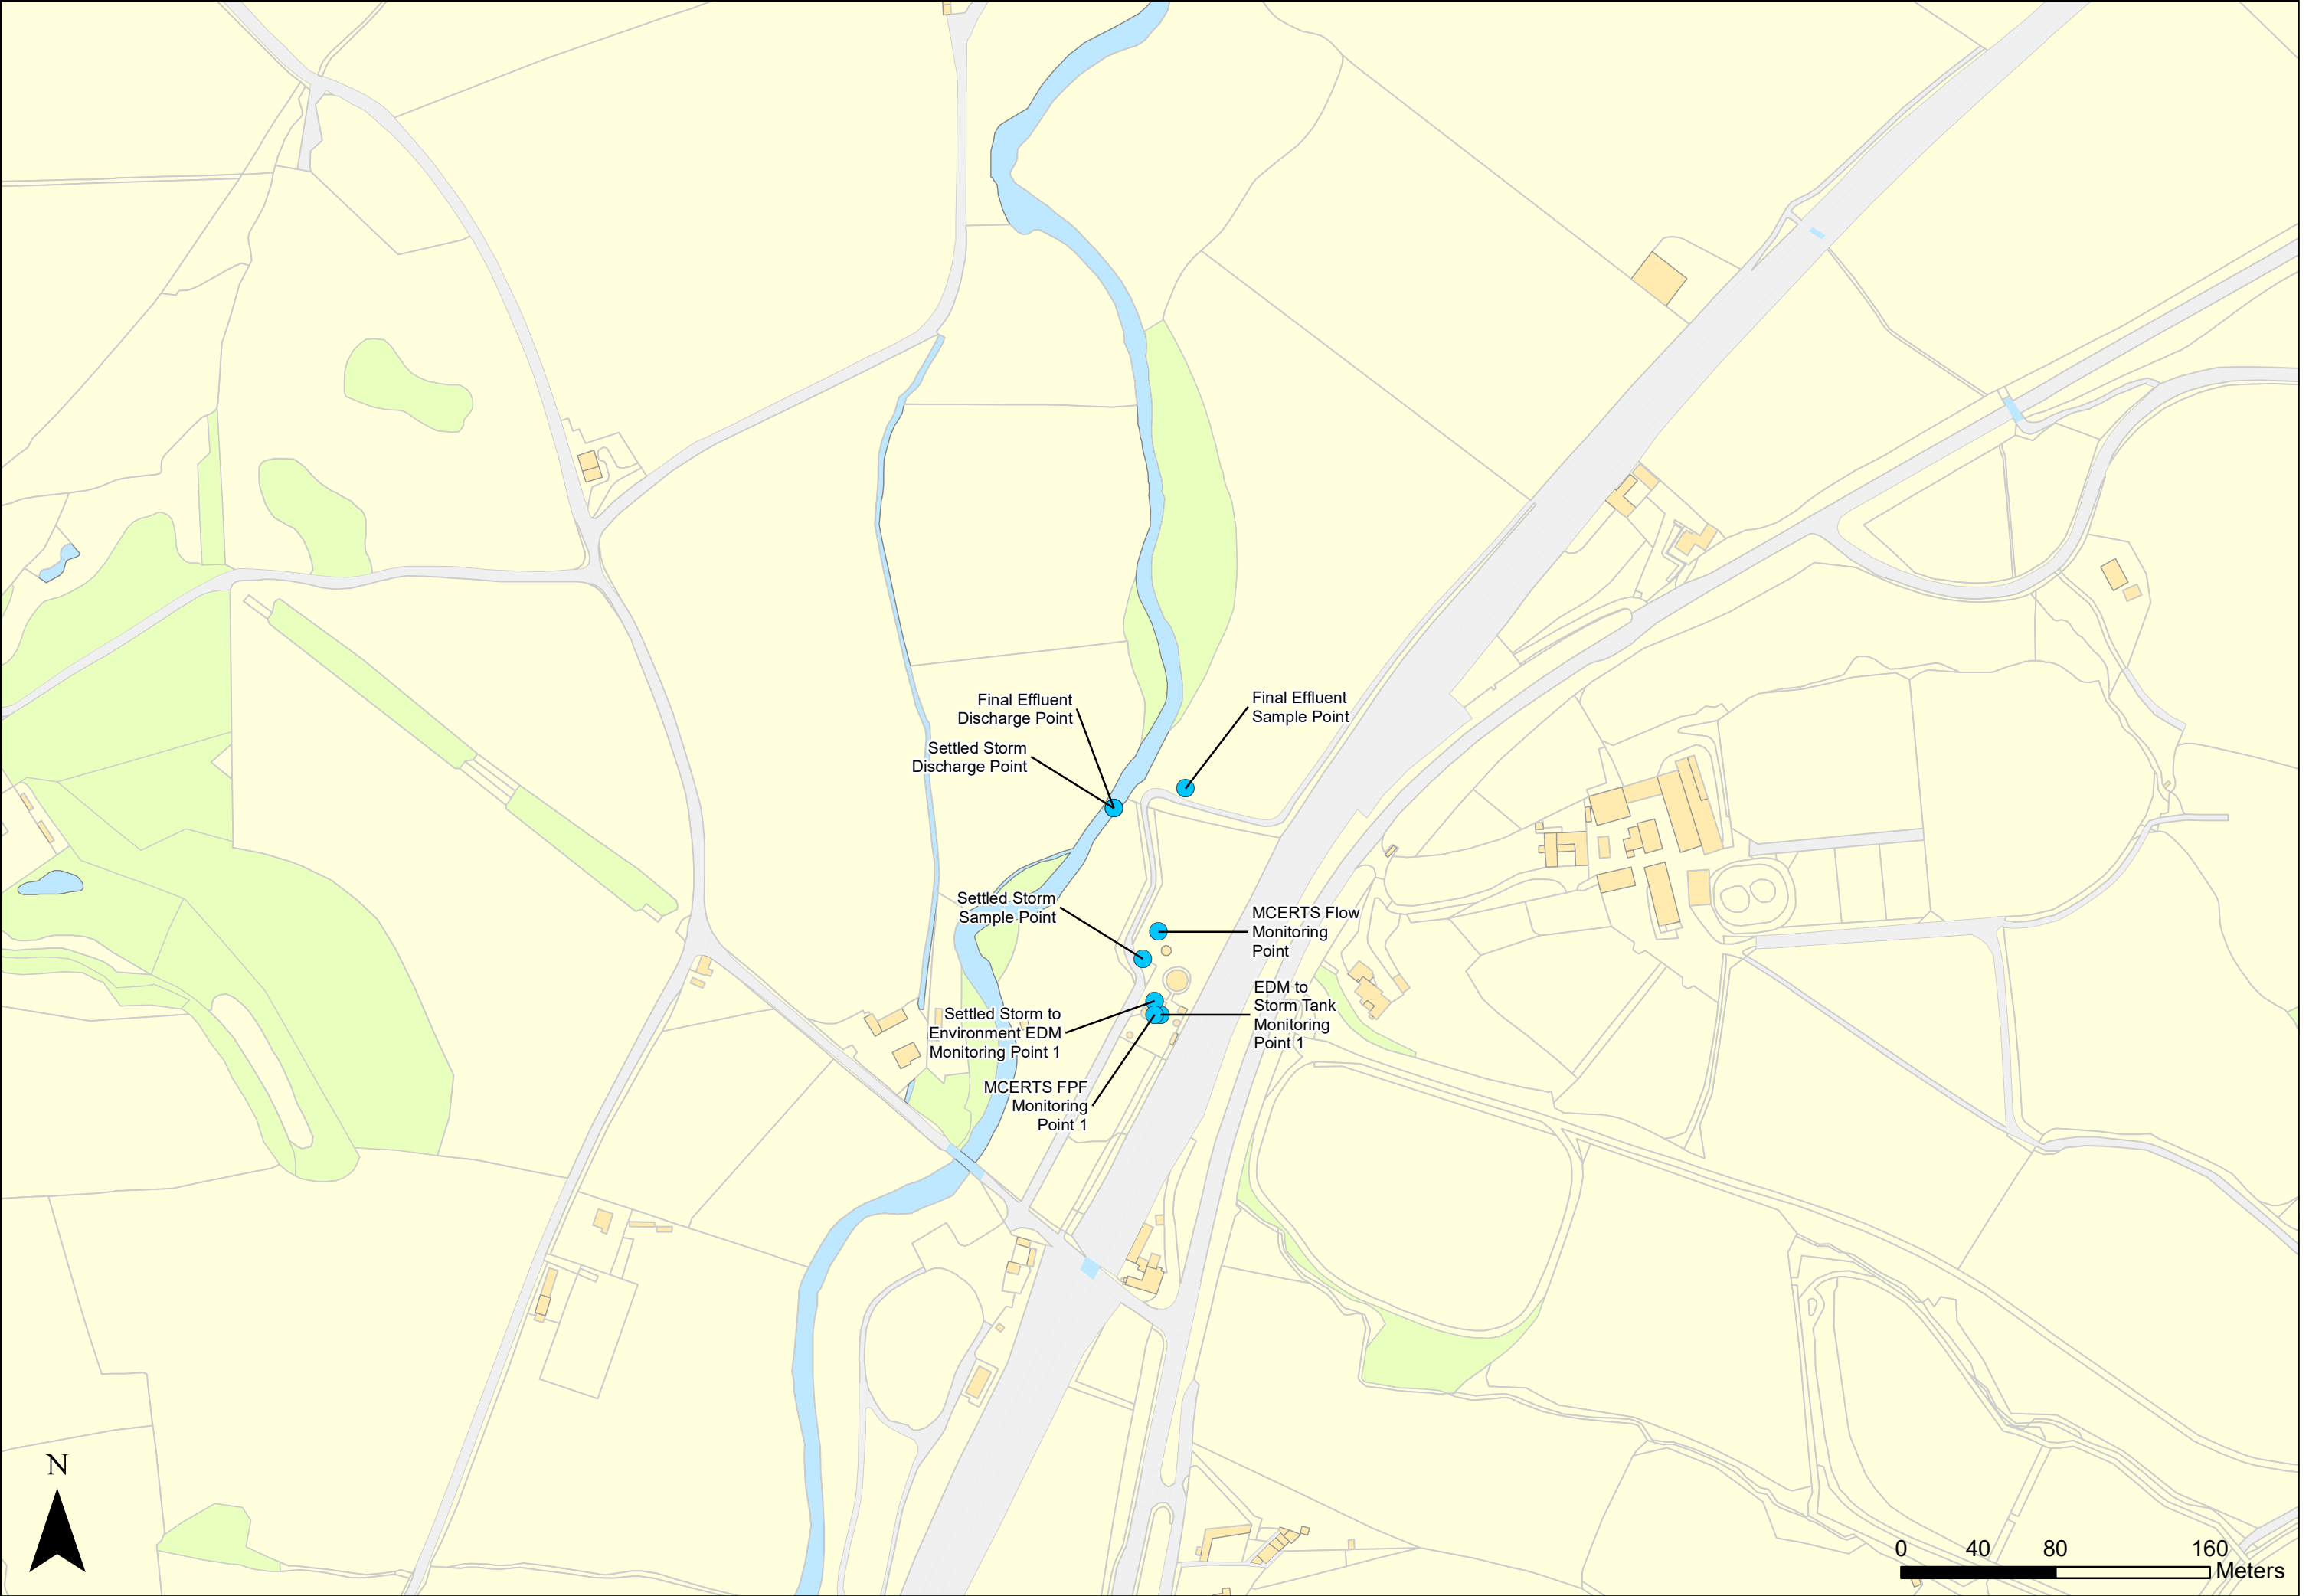 Final Effluent
Discharge Point
Final Effluent
Sample Point
Settled Storm
Discharge Point
Settled Storm
Sample Point
MCERTS Flow
Monitoring
Point
EDM to
Storm Tank
Monitoring
Point 1
Settled Storm to
Environment EDM
Monitoring Point 1
MCERTS FPF
Monitoring
Point 1
N
0 40 80 160
Meters